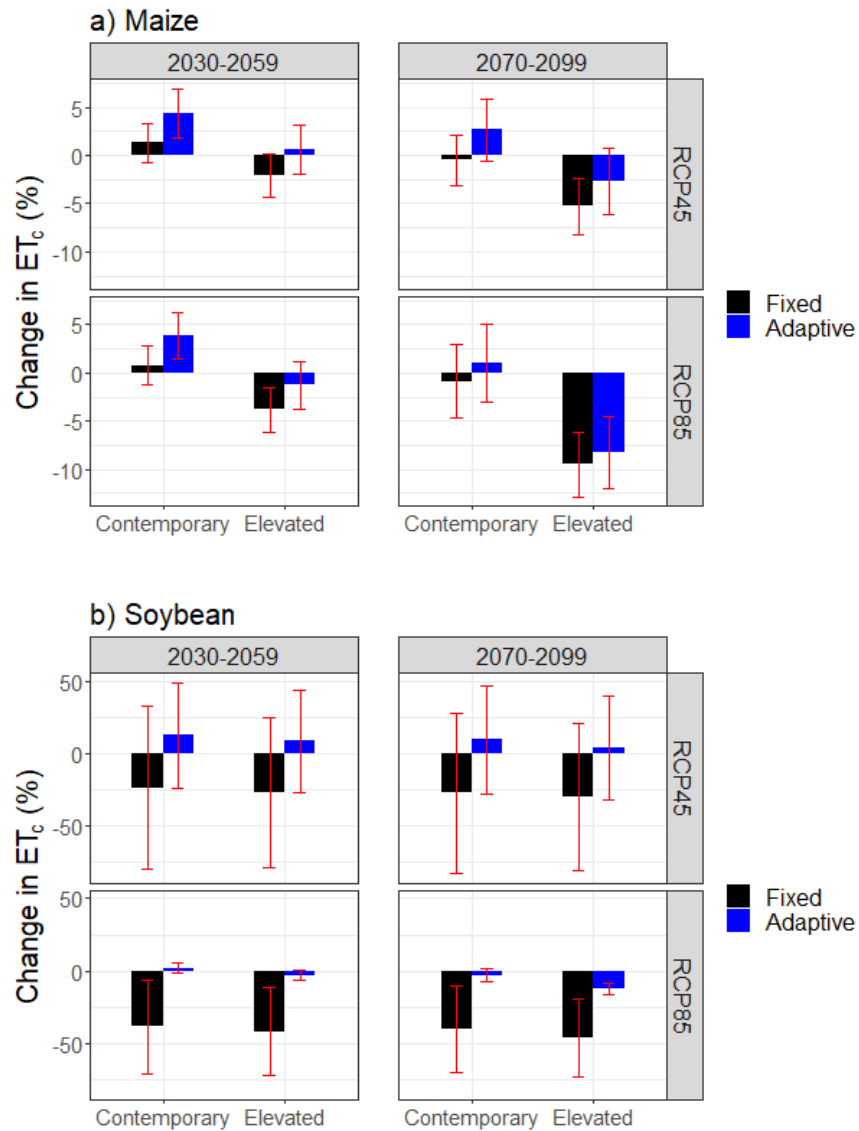 a) Maize
2030-2059 2070-2099
Change in ETc (%)
5
0
-5
-10
RCP45
5
0
-5
-10
RCP85
Contemporary Elevated Contemporary Elevated
Fixed
Adaptive
b) Soybean
2030-2059 2070-2099
Change in ETc (%)
50
0
-50
RCP45
50
0
-50
RCP85
Contemporary Elevated Contemporary Elevated
Fixed
Adaptive